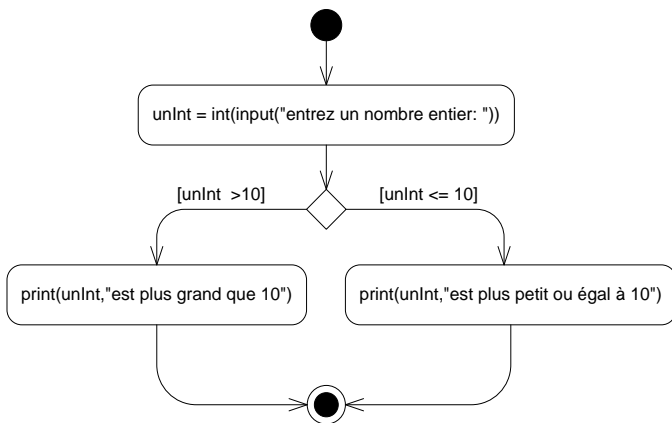 unInt = int(input("entrez un nombre entier: "))
[unInt  >10]
[unInt <= 10]
print(unInt,"est plus grand que 10")
print(unInt,"est plus petit ou égal à 10")